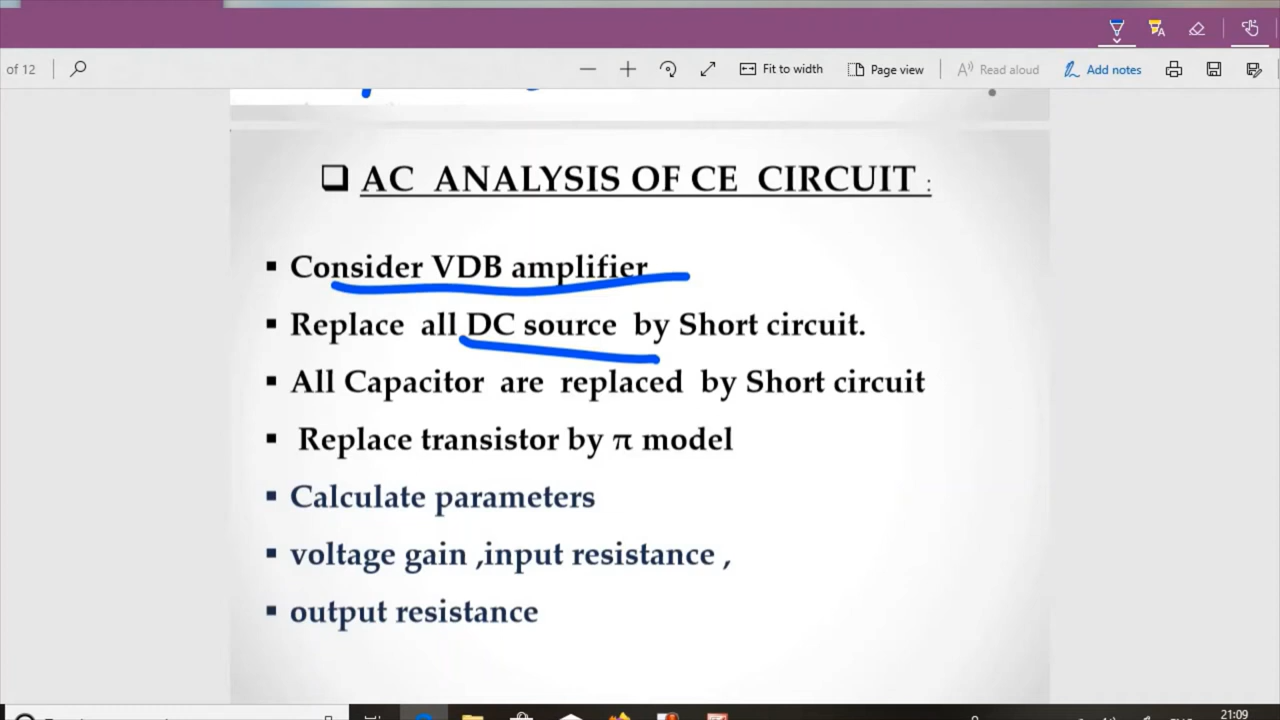 of 12
Fit to width
Page view
Read aloud
Add notes
AC ANALYSIS OF CE CIRCUIT :
Consider VDB amplifier
Replace all DC source by Short circuit.
All Capacitor are replaced by Short circuit
Replace transistor by π model
Calculate parameters
voltage gain ,input resistance ,
output resistance
21:09